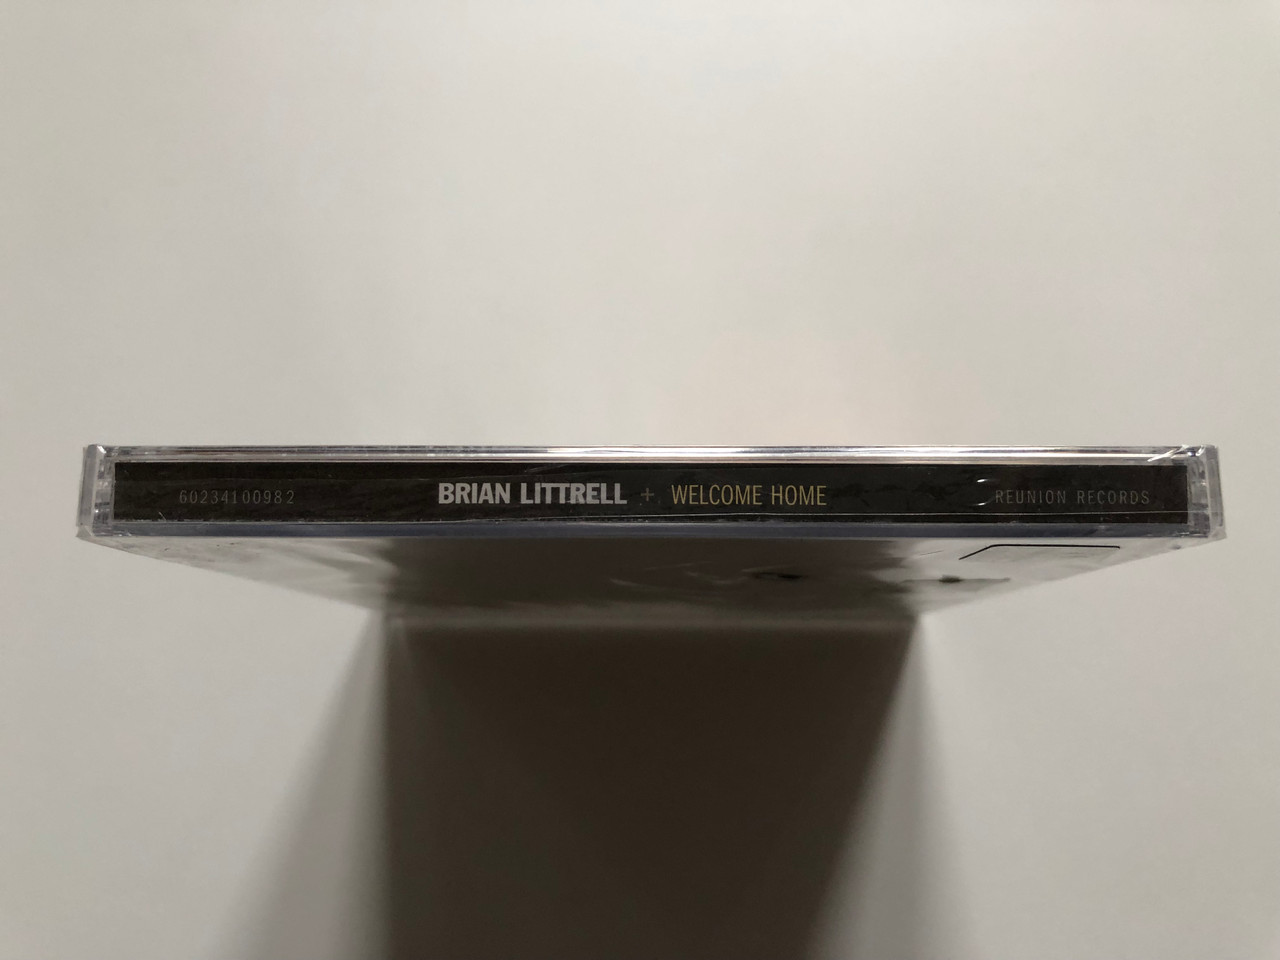 60234100982 BRIAN LITTRELL + WELCOME HOME REUNION RECORDS